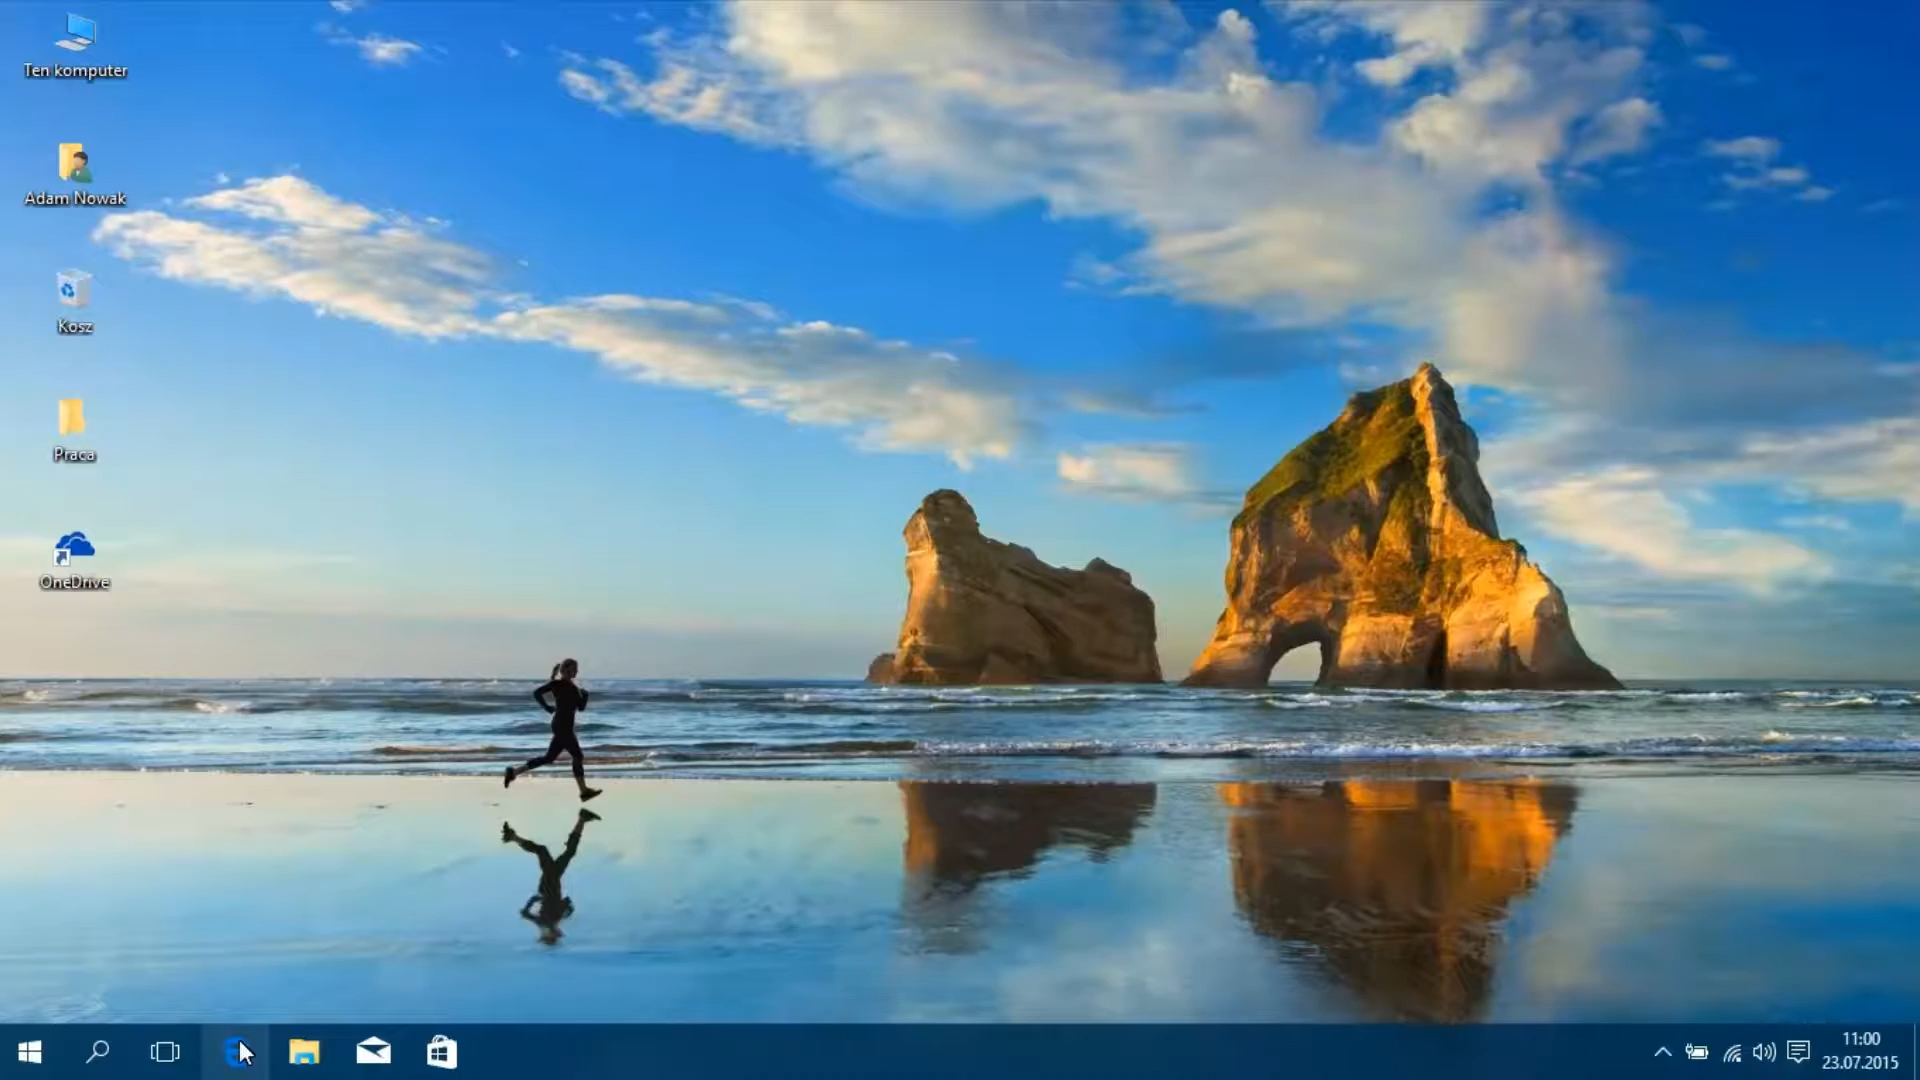 Ten komputer
Adam Nowak
Kosz
Praca
OneDrive
11:00
23.07.2015